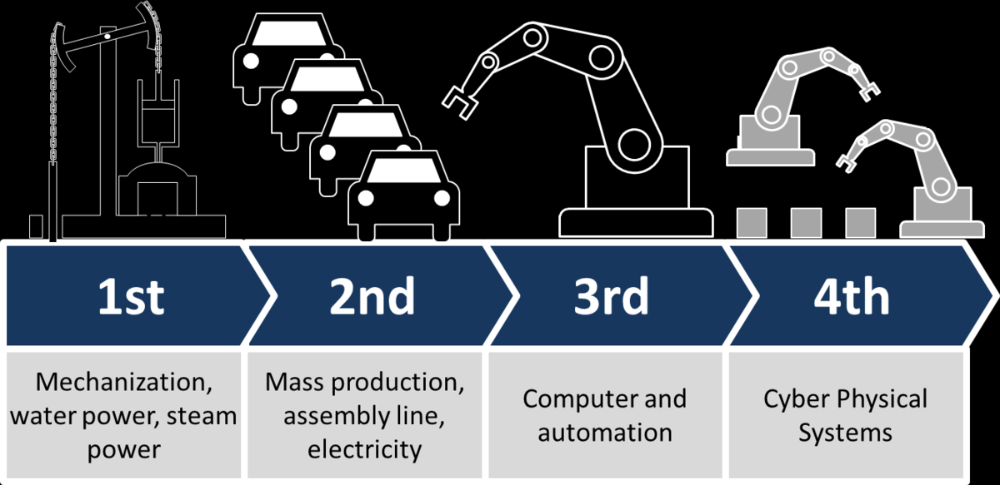 1st
2nd
3rd
4th
Mechanization,
water power, steam
power
Mass production,
assembly line,
electricity
Computer and
automation
Cyber Physical
Systems